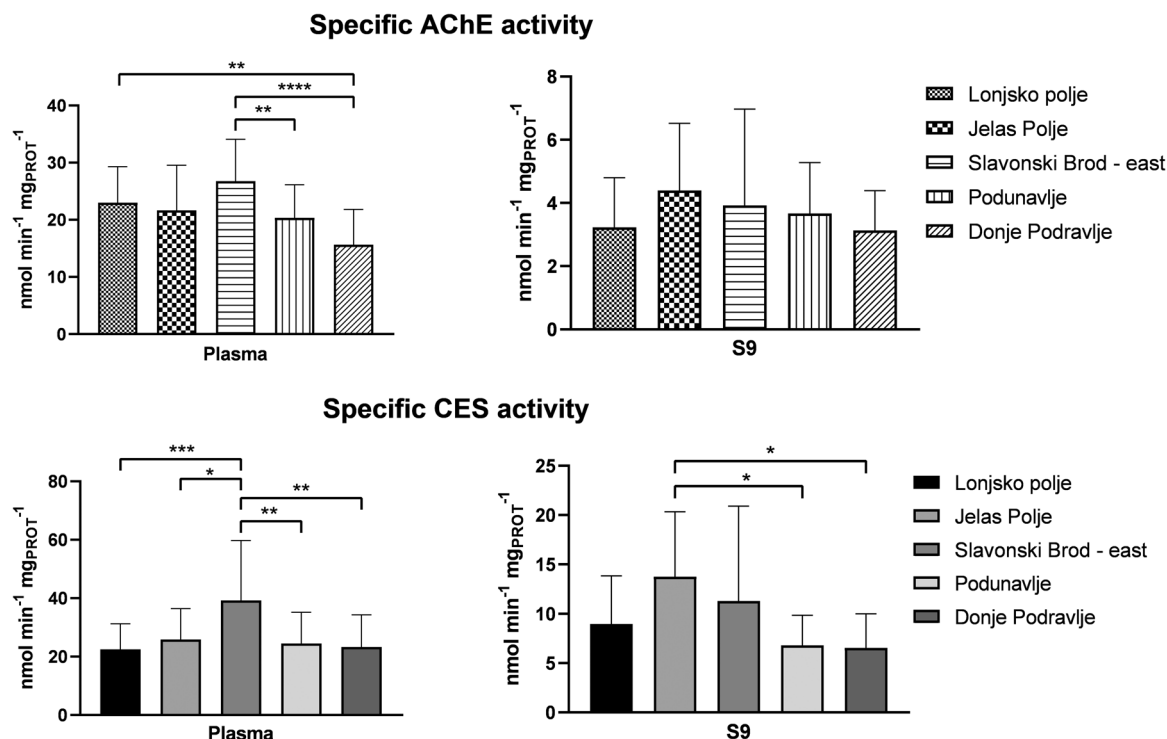 Specific AChE activity
**
****
**
nmol min⁻¹ mgPROT⁻¹
40
30
20
10
0
Plasma
nmol min⁻¹ mgPROT⁻¹
8
6
4
2
0
S9
Lonjsko polje
Jelas Polje
Slavonski Brod - east
Podunavlje
Donje Podravlje
Specific CES activity
***
*
**
**
nmol min⁻¹ mgPROT⁻¹
80
60
40
20
0
Plasma
*
*
nmol min⁻¹ mgPROT⁻¹
25
20
15
10
5
0
S9
Lonjsko polje
Jelas Polje
Slavonski Brod - east
Podunavlje
Donje Podravlje